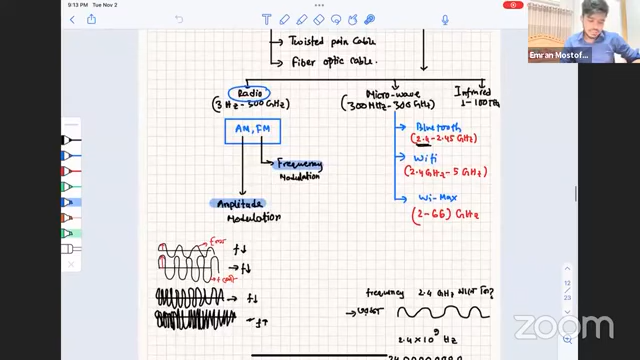 9:13 PM Tue Nov 2
→ Twisted pair Cable
→ Fiber optic cable.
Radio
(3 Hz - 300 GHz)
Micro-wave
(300 MHz - 300 GHz)
Infrared
AM, FM
Frequency
Modulation
Amplitude
Modulation
Bluetooth
(2.4 - 2.45 GHz)
Wifi
(2.4 GHz - 5 GHz)
Wi-Max
(2 - 66) GHz
f↓
→ f↓
→ f↓
→ f↑
frequency 2.4 GHz,
2.4 × 10⁹ Hz
12
23
Emran Mostof...
zoom